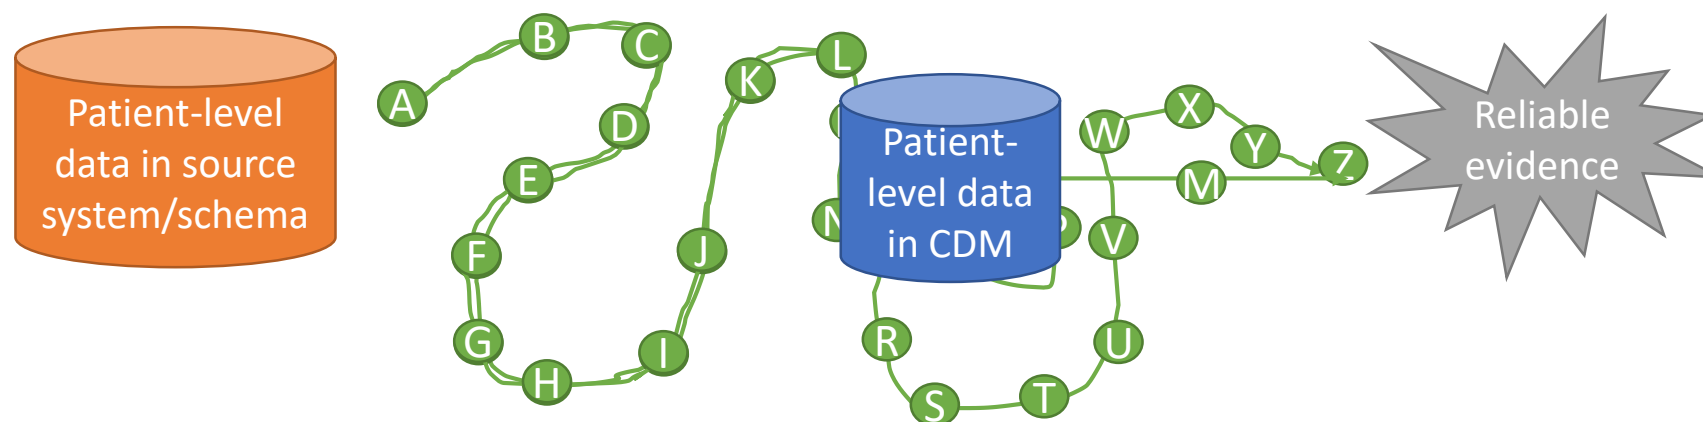 Patient-level
data in source
system/schema
A
B
C
D
E
F
G
H
I
J
K
L
N
Patient-
level data
in CDM
R
S
T
U
V
W
X
Y
M
Z
Reliable
evidence